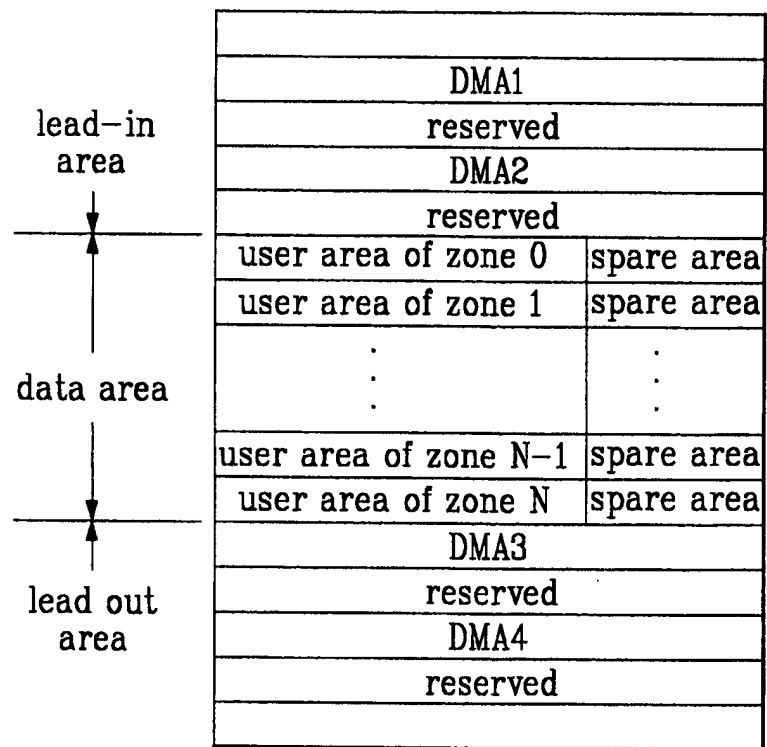 DMA1
lead-in
area
reserved
DMA2
reserved
user area of zone 0 spare area
user area of zone 1 spare area
data area
user area of zone N-1 spare area
user area of zone N spare area
DMA3
lead out
area
reserved
DMA4
reserved